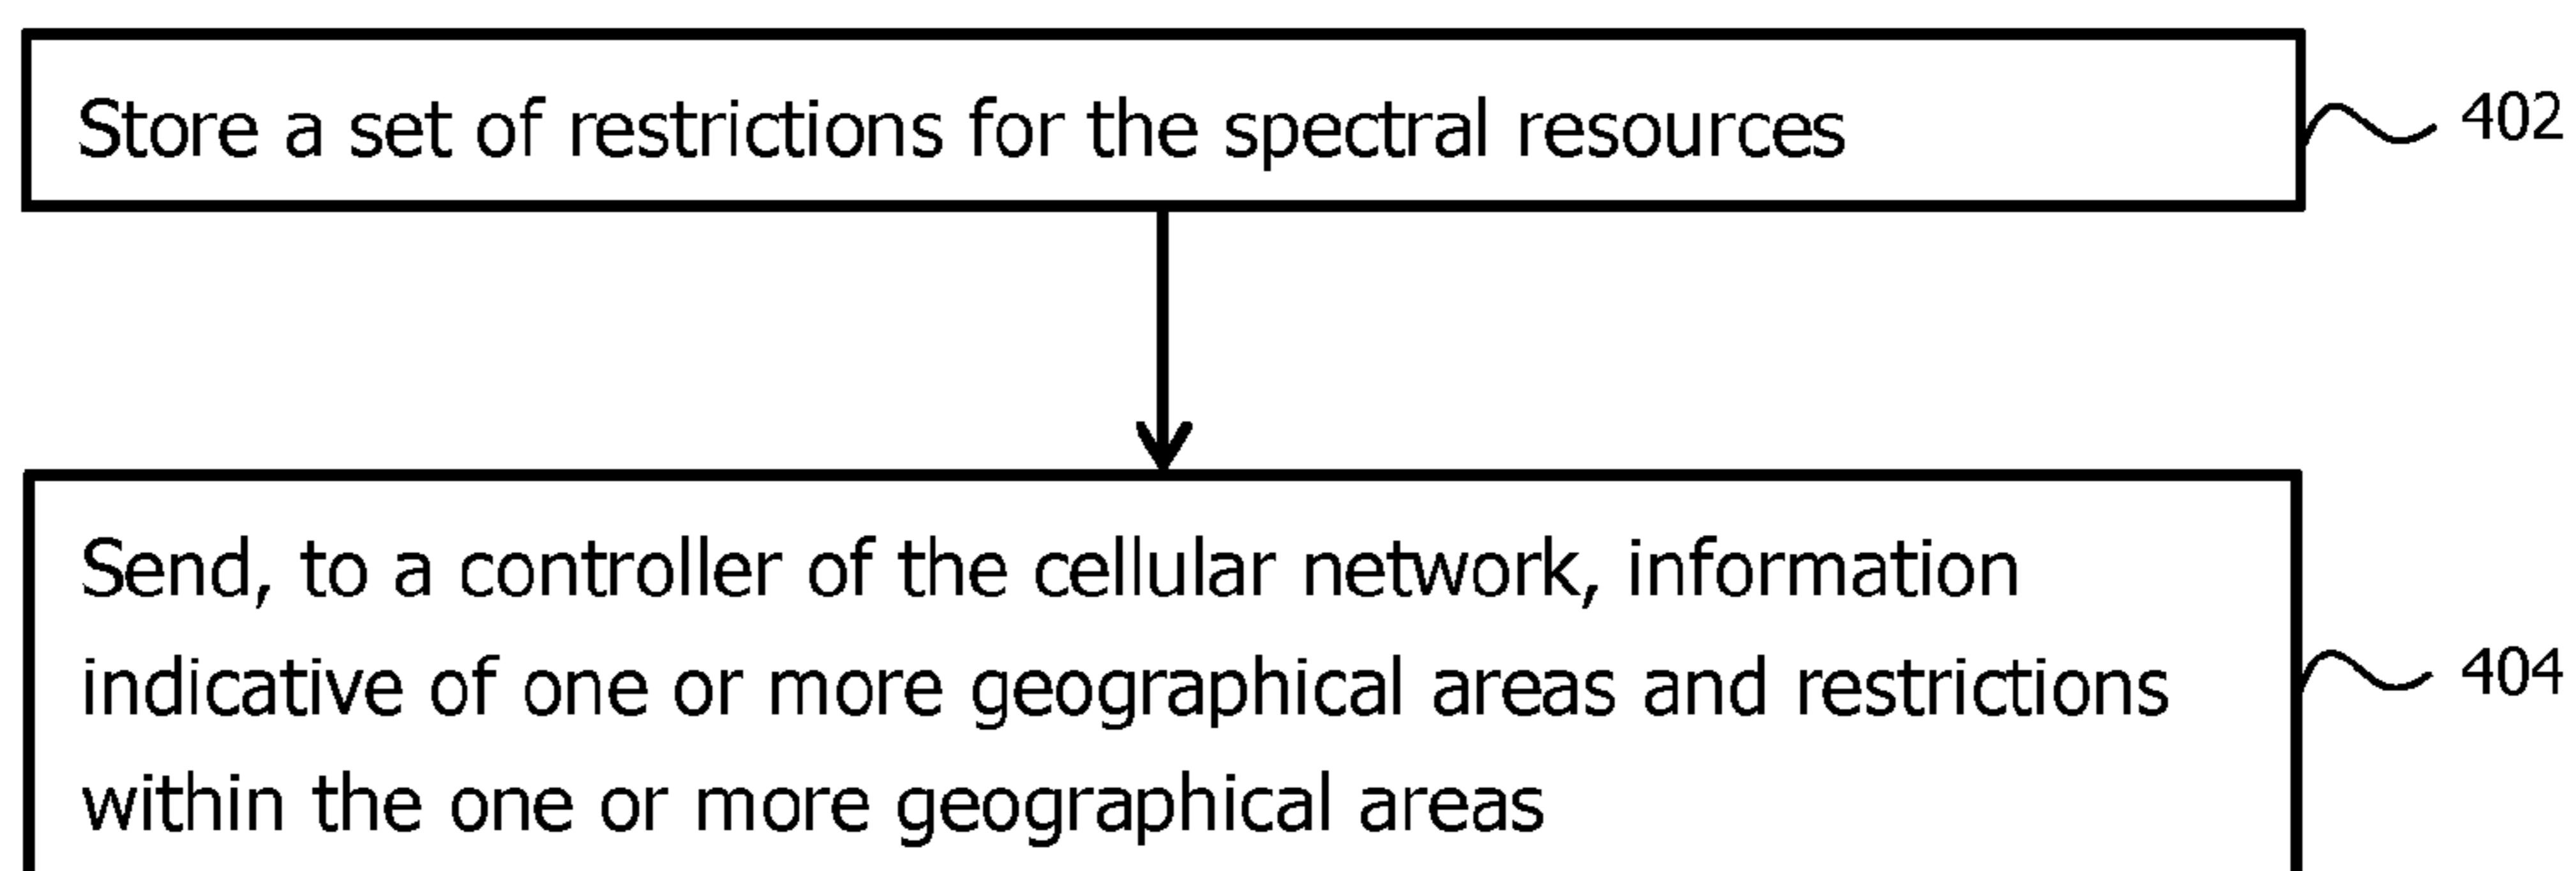 Store a set of restrictions for the spectral resources
402
Send, to a controller of the cellular network, information
indicative of one or more geographical areas and restrictions
within the one or more geographical areas
404